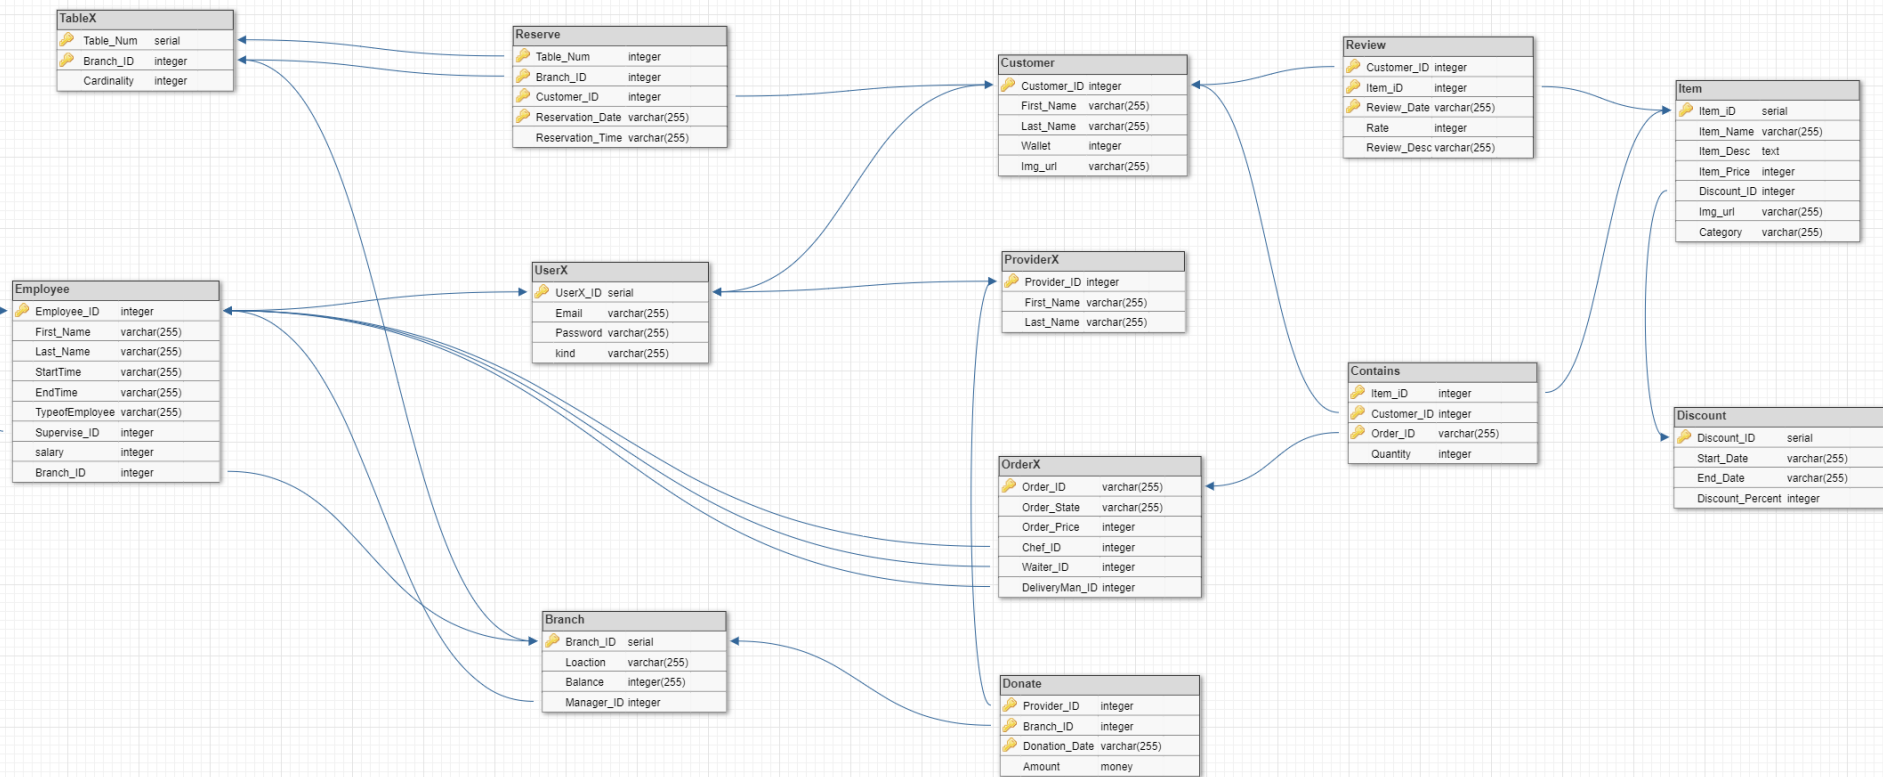 TableX
Table_Num serial
Branch_ID integer
Cardinality integer
Reserve
Table_Num integer
Branch_ID integer
Customer_ID integer
Reservation_Date varchar(255)
Reservation_Time varchar(255)
Customer
Customer_ID integer
First_Name varchar(255)
Last_Name varchar(255)
Wallet integer
Img_url varchar(255)
Review
Customer_ID integer
Item_iD integer
Review_Date varchar(255)
Rate integer
Review_Desc varchar(255)
Item
Item_iD serial
Item_Name varchar(255)
Item_Desc text
Item_Price integer
Discount_ID integer
Img_url varchar(255)
Category varchar(255)
Employee
Employee_ID integer
First_Name varchar(255)
Last_Name varchar(255)
StartTime varchar(255)
EndTime varchar(255)
TypeofEmployee varchar(255)
Supervise_ID integer
salary integer
Branch_ID integer
UserX
UserX_ID serial
Email varchar(255)
Password varchar(255)
kind varchar(255)
ProviderX
Provider_ID integer
First_Name varchar(255)
Last_Name varchar(255)
Contains
Item_iD integer
Customer_ID integer
Order_ID varchar(255)
Quantity integer
Discount
Discount_ID serial
Start_Date varchar(255)
End_Date varchar(255)
Discount_Percent integer
OrderX
Order_ID varchar(255)
Order_State varchar(255)
Order_Price integer
Chef_ID integer
Waiter_ID integer
DeliveryMan_ID integer
Branch
Branch_ID serial
Loaction varchar(255)
Balance integer(255)
Manager_ID integer
Donate
Provider_ID integer
Branch_ID integer
Donation_Date varchar(255)
Amount money